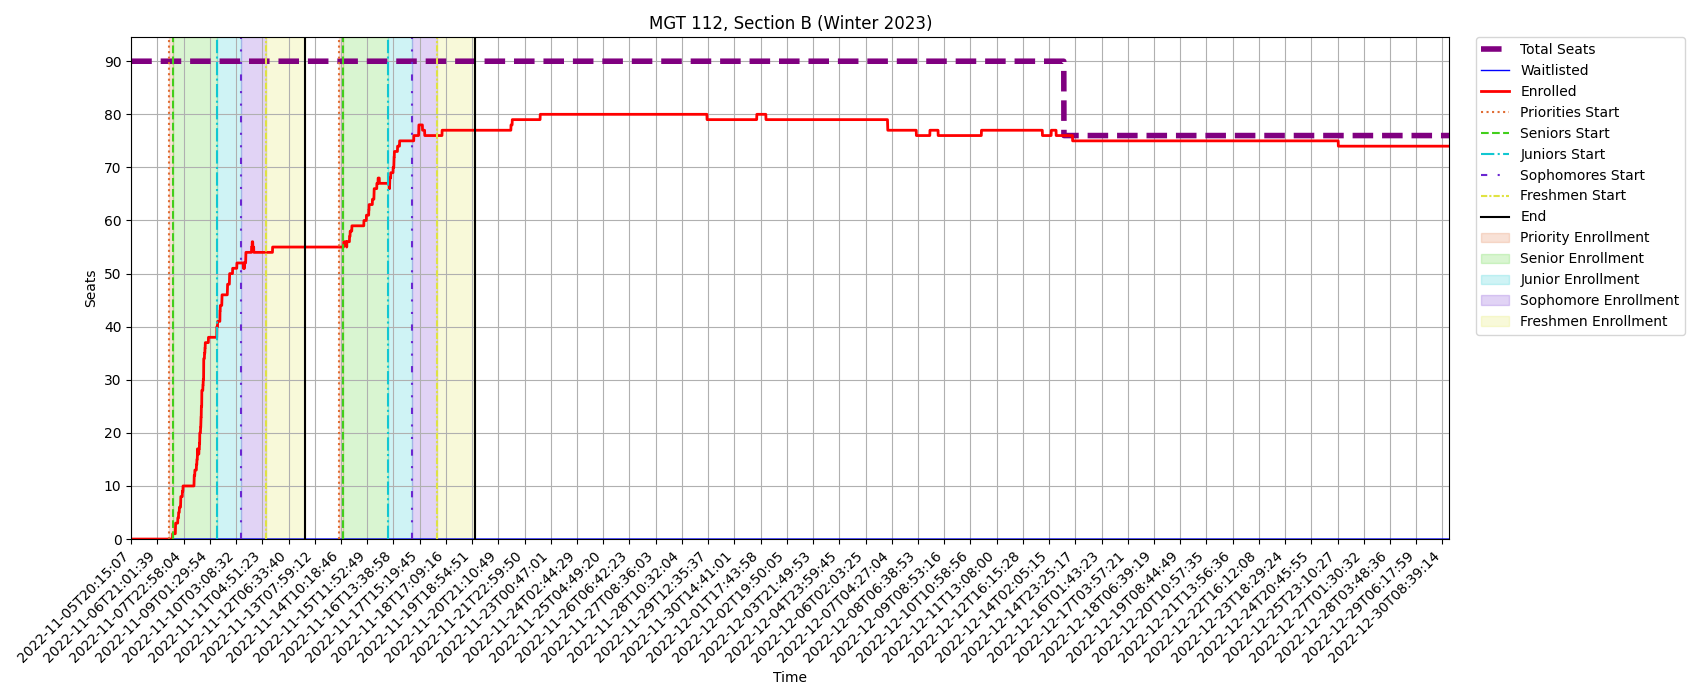 MGT 112, Section B (Winter 2023)
Total Seats
Waitlisted
Enrolled
Priorities Start
Seniors Start
Juniors Start
Sophomores Start
Freshmen Start
End
Priority Enrollment
Senior Enrollment
Junior Enrollment
Sophomore Enrollment
Freshmen Enrollment
Seats
90
80
70
60
50
40
30
20
10
0
2022-11-05T20:15:07
2022-11-06T21:01:39
2022-11-07T22:58:04
2022-11-09T01:29:54
2022-11-10T03:08:32
2022-11-11T04:51:23
2022-11-12T06:33:40
2022-11-13T07:59:12
2022-11-14T10:18:46
2022-11-15T11:52:49
2022-11-16T13:38:58
2022-11-17T15:19:45
2022-11-18T17:09:16
2022-11-19T18:54:51
2022-11-20T21:10:49
2022-11-21T22:59:50
2022-11-23T00:47:01
2022-11-24T02:44:29
2022-11-25T04:49:20
2022-11-26T06:42:23
2022-11-27T08:36:03
2022-11-28T10:32:04
2022-11-29T12:35:37
2022-11-30T14:41:01
2022-12-01T17:43:58
2022-12-02T19:50:05
2022-12-03T21:49:53
2022-12-04T23:59:45
2022-12-06T02:03:25
2022-12-07T04:27:04
2022-12-08T06:38:53
2022-12-09T08:53:16
2022-12-10T10:58:56
2022-12-11T13:08:00
2022-12-12T16:15:28
2022-12-14T02:05:15
2022-12-14T23:25:17
2022-12-16T01:43:23
2022-12-17T03:57:21
2022-12-18T06:39:19
2022-12-19T08:44:49
2022-12-20T10:57:35
2022-12-21T13:56:36
2022-12-22T16:12:08
2022-12-23T18:29:24
2022-12-24T20:45:55
2022-12-25T23:10:27
2022-12-27T01:30:32
2022-12-28T03:48:36
2022-12-29T06:17:59
2022-12-30T08:39:14
Time